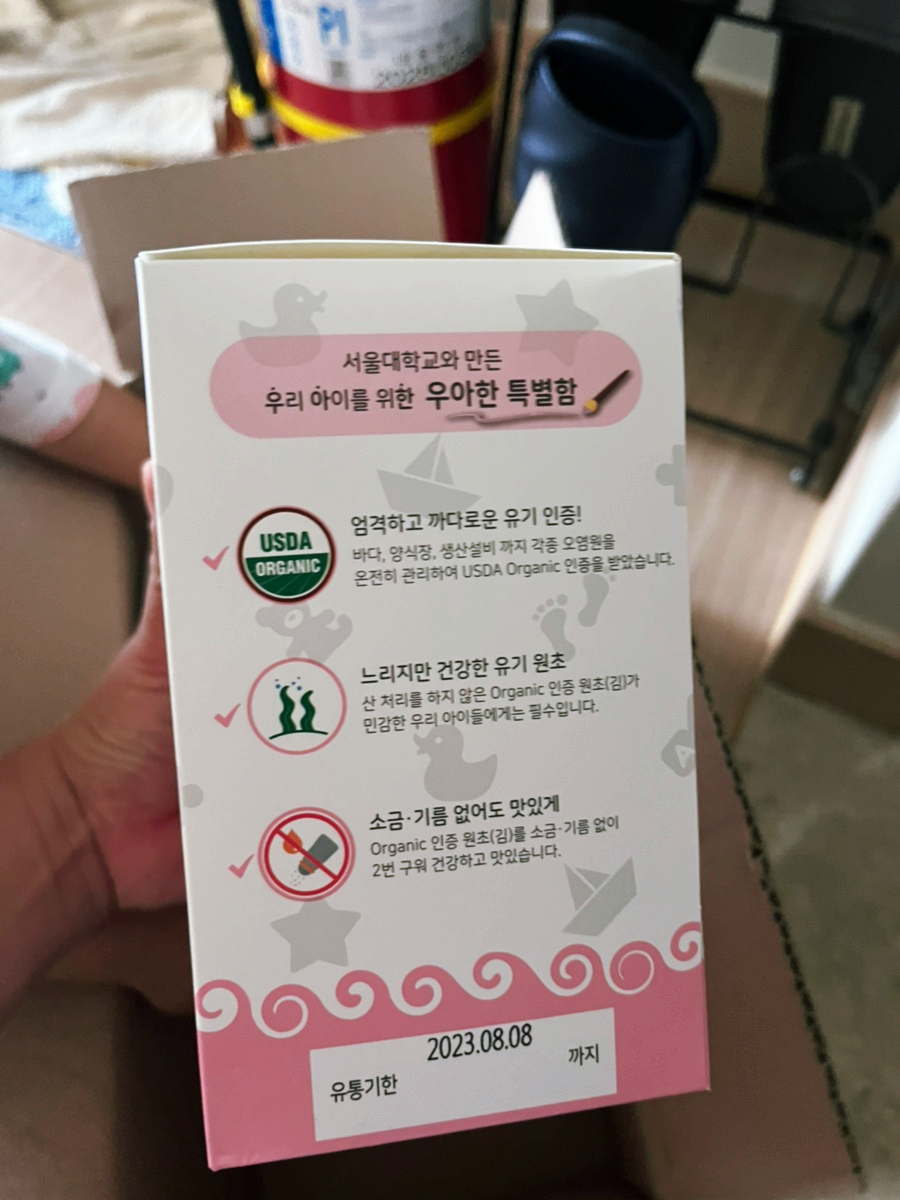 PI
서울대학교와 만든
우리 아이를 위한 우아한 특별함
USDA
ORGANIC
엄격하고 까다로운 유기 인증!
바다, 양식장, 생산설비 까지 각종 오염원을
온전히 관리하여 USDA Organic 인증을 받았습니다.
느리지만 건강한 유기 원초
산 처리를 하지 않은 Organic 인증 원초(김)가
민감한 우리 아이들에게는 필수입니다.
소금·기름 없어도 맛있게
Organic 인증 원초(김)를 소금·기름 없이
2번 구워 건강하고 맛있습니다.
2023.08.08
유통기한 까지